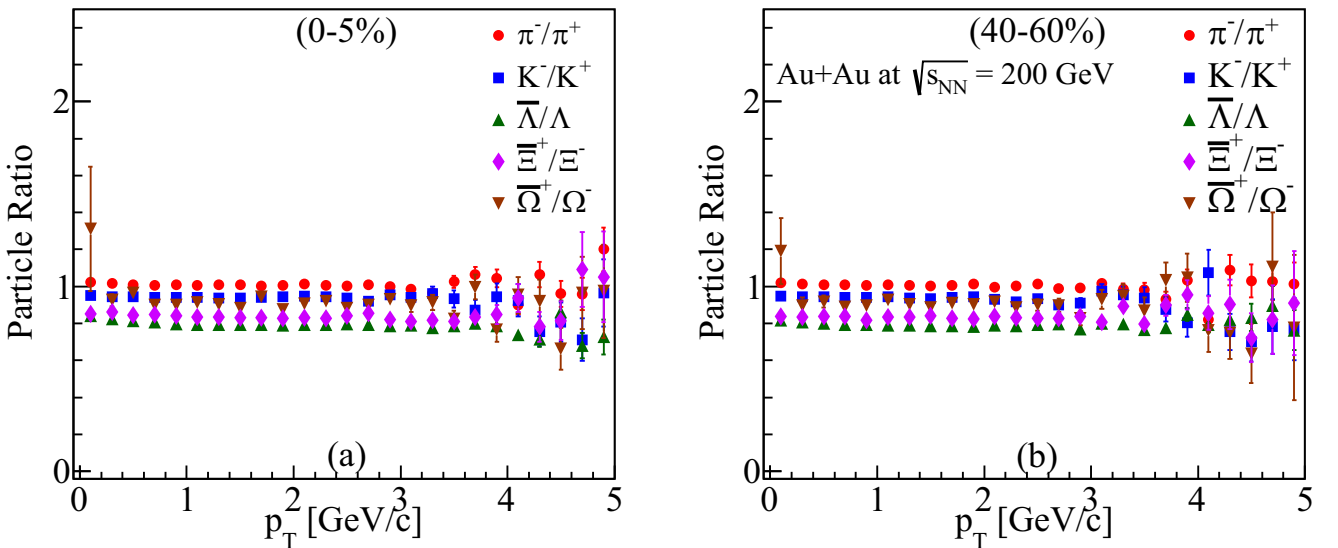 (0-5%)
π⁻/π⁺
K⁻/K⁺
Λ̅/Λ
Ξ̅⁺/Ξ⁻
Ω̅⁺/Ω⁻
Particle Ratio
2
1
0
(a)
0 1 2 3 4 5
p_T [GeV/c]
(40-60%)
Au+Au at √s_NN = 200 GeV
π⁻/π⁺
K⁻/K⁺
Λ̅/Λ
Ξ̅⁺/Ξ⁻
Ω̅⁺/Ω⁻
Particle Ratio
2
1
0
(b)
0 1 2 3 4 5
p_T [GeV/c]